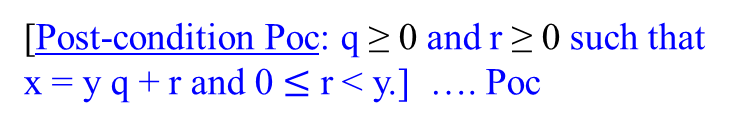 [Post-condition Poc: q ≥ 0 and r ≥ 0 such that
x = y q + r and 0 ≤ r < y.] …. Poc